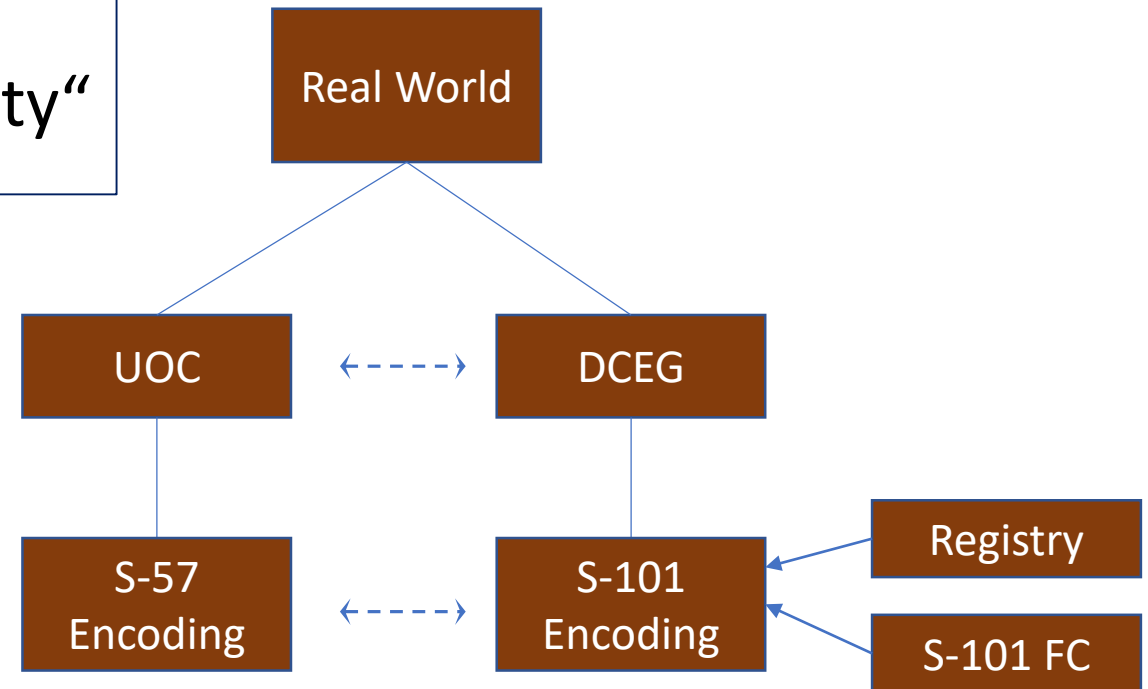 ty“
Real World
UOC
DCEG
S-57
Encoding
S-101
Encoding
Registry
S-101 FC